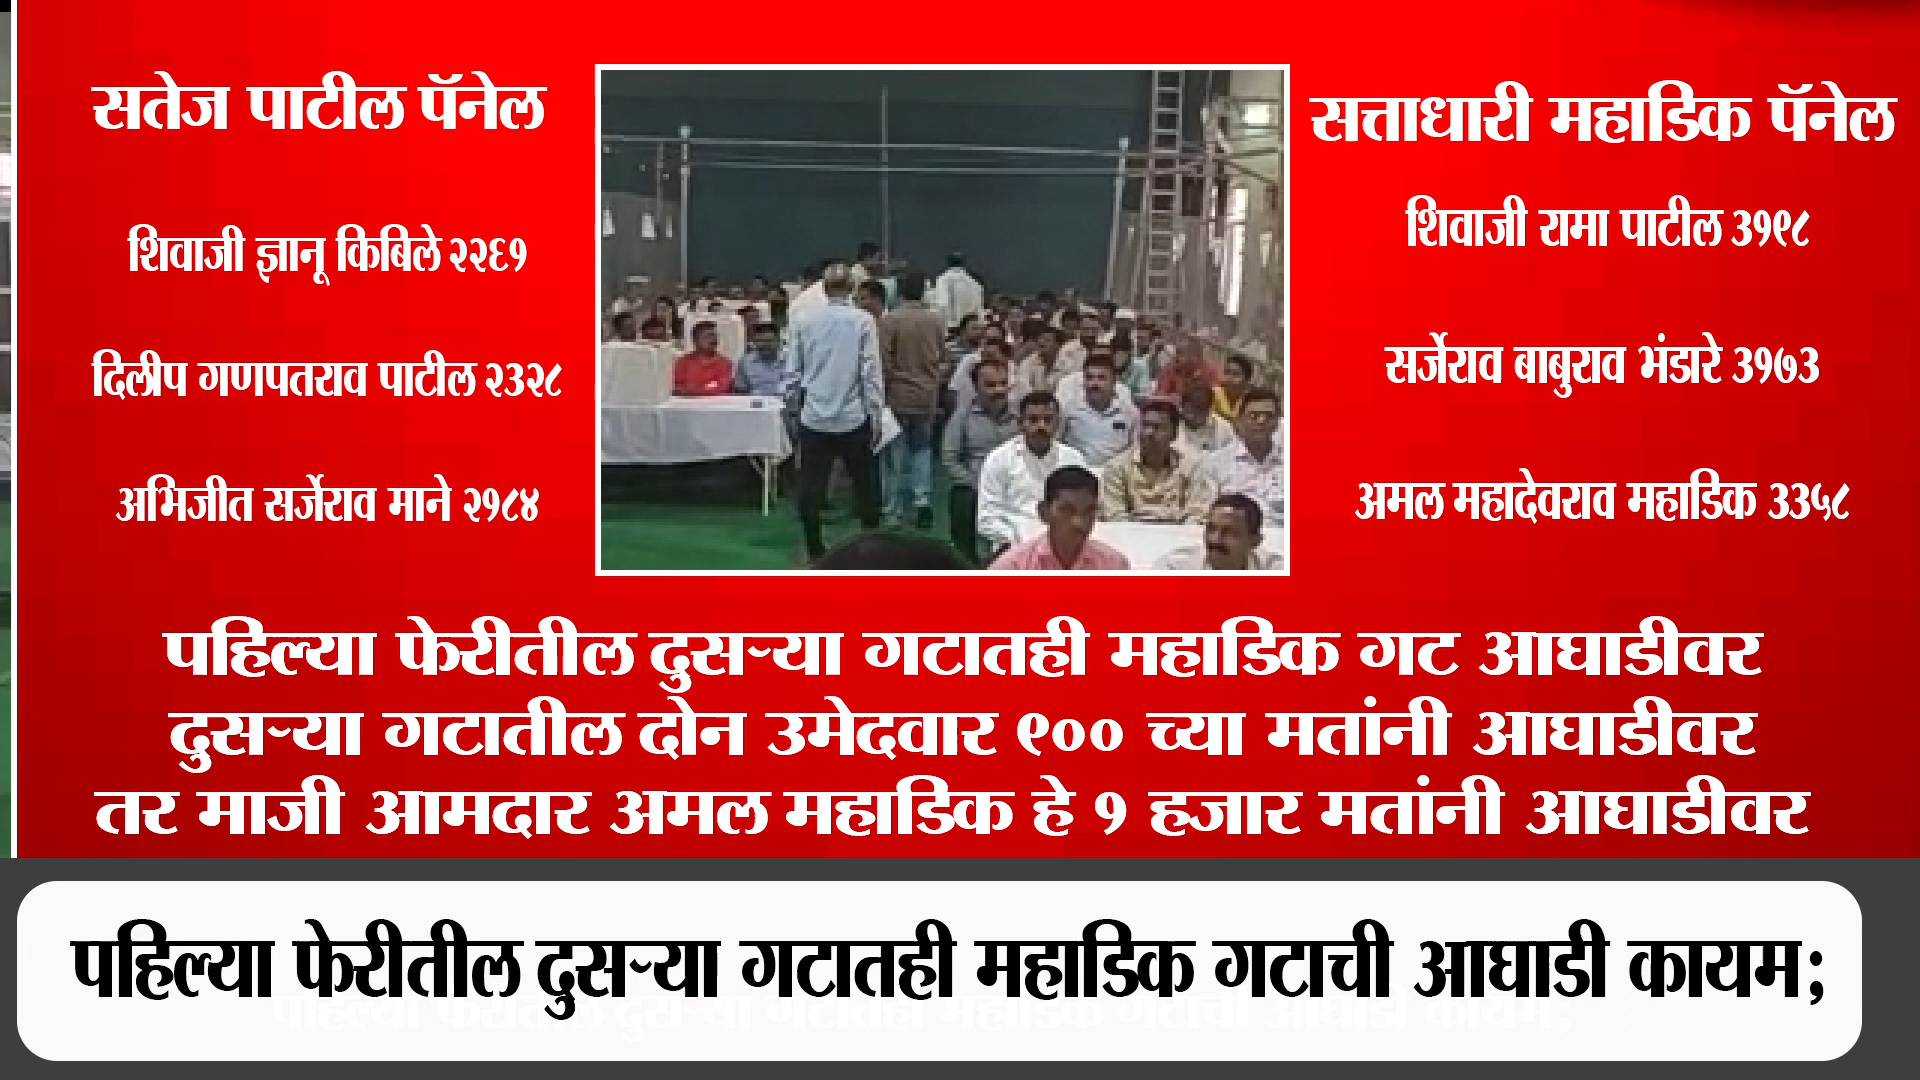 सतेज पाटील पॅनेल
शिवाजी ज्ञानू किबिले २२६१
दिलीप गणपतराव पाटील २३२८
अभिजीत सर्जेराव माने २१८४
सत्ताधारी महाडिक पॅनेल
शिवाजी रामा पाटील ३१९८
सर्जेराव बाबुराव भंडारे ३१७३
अमल महादेवराव महाडिक ३३५८
पहिल्या फेरीतील दुसऱ्या गटातही महाडिक गट आघाडीवर
दुसऱ्या गटातील दोन उमेदवार ९०० च्या मतांनी आघाडीवर
तर माजी आमदार अमल महाडिक हे १ हजार मतांनी आघाडीवर
पहिल्या फेरीतील दुसऱ्या गटातही महाडिक गटाची आघाडी कायम;